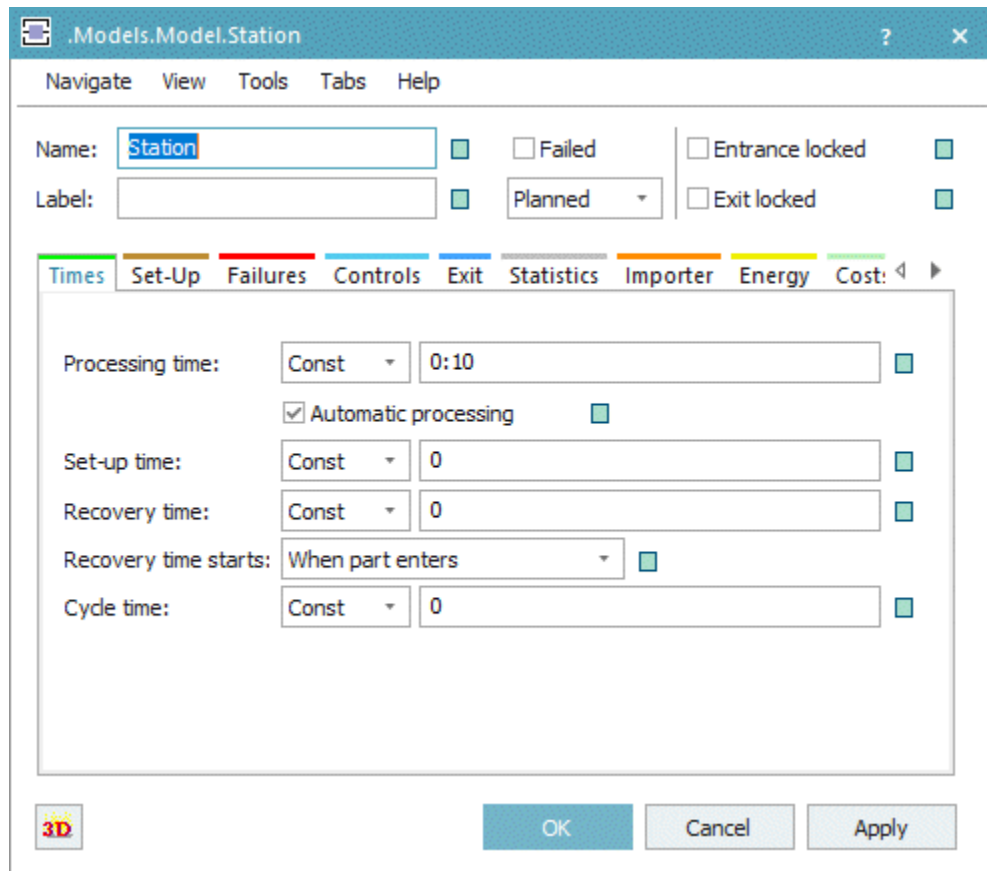 .Models.Model.Station ? ×
Navigate View Tools Tabs Help
Name: Station Failed Entrance locked
Label: Planned Exit locked
Times Set-Up Failures Controls Exit Statistics Importer Energy Costs
Processing time: Const 0:10
Automatic processing
Set-up time: Const 0
Recovery time: Const 0
Recovery time starts: When part enters
Cycle time: Const 0
3D OK Cancel Apply